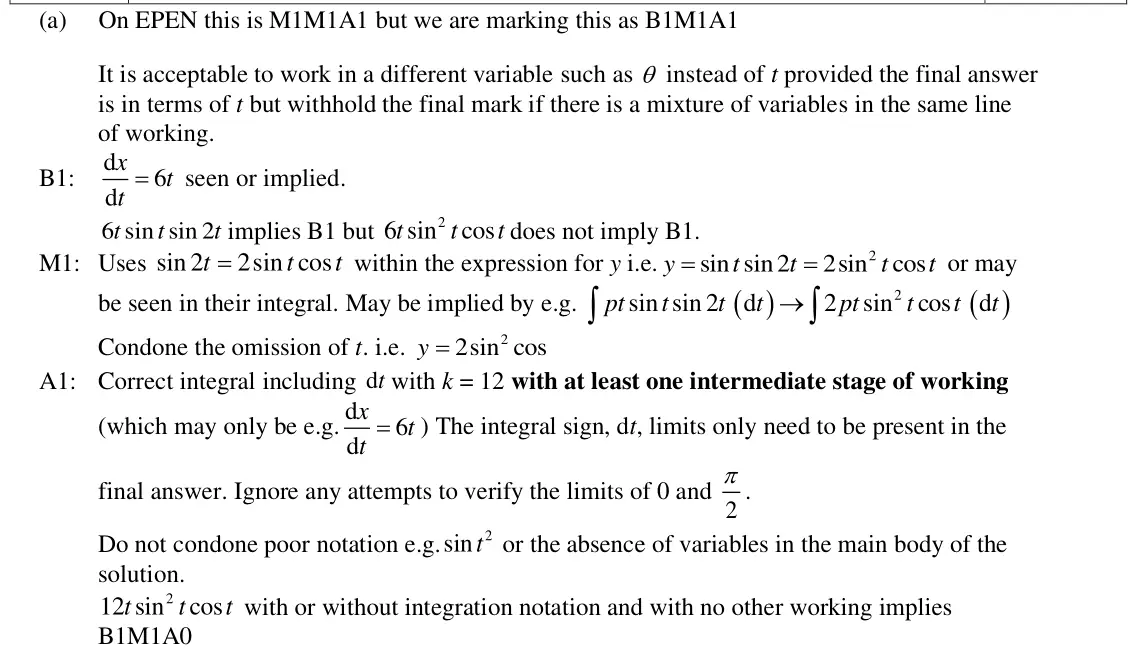 (a) On EPEN this is M1M1A1 but we are marking this as B1M1A1
It is acceptable to work in a different variable such as θ instead of t provided the final answer
is in terms of t but withhold the final mark if there is a mixture of variables in the same line
of working.
B1: dx/dt = 6t seen or implied.
6t sin t sin 2t implies B1 but 6t sin² t cos t does not imply B1.
M1: Uses sin 2t = 2 sin t cos t within the expression for y i.e. y = sin t sin 2t = 2 sin² t cos t or may
be seen in their integral. May be implied by e.g. ∫ pt sin t sin 2t (dt) → ∫ 2pt sin² t cos t (dt)
Condone the omission of t. i.e. y = 2 sin² cos
A1: Correct integral including dt with k = 12 with at least one intermediate stage of working
(which may only be e.g. dx/dt = 6t ) The integral sign, dt, limits only need to be present in the
final answer. Ignore any attempts to verify the limits of 0 and π/2.
Do not condone poor notation e.g. sin t² or the absence of variables in the main body of the
solution.
12t sin² t cos t with or without integration notation and with no other working implies
B1M1A0